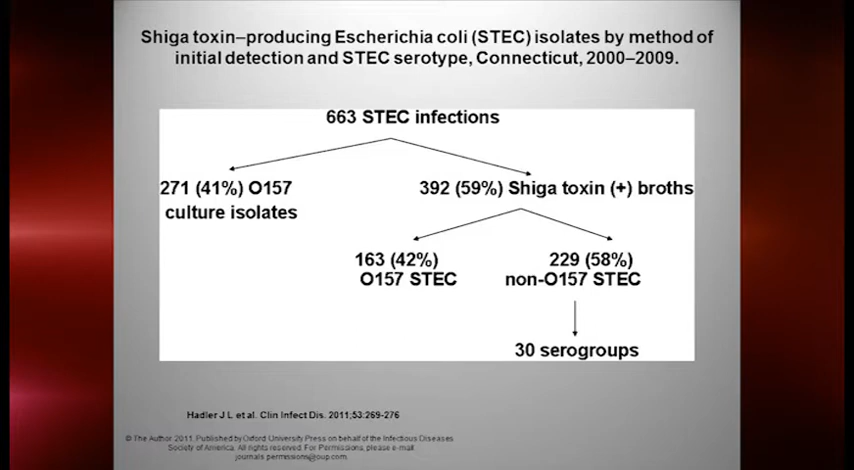 Shiga toxin–producing Escherichia coli (STEC) isolates by method of
initial detection and STEC serotype, Connecticut, 2000–2009.
663 STEC infections
271 (41%) O157
culture isolates
392 (59%) Shiga toxin (+) broths
163 (42%)
O157 STEC
229 (58%)
non-O157 STEC
30 serogroups
Hadler J L et al. Clin Infect Dis. 2011;53:269-276
© The Author 2011. Published by Oxford University Press on behalf of the Infectious Diseases
Society of America. All rights reserved. For Permissions, please e-mail:
journals.permissions@oup.com.